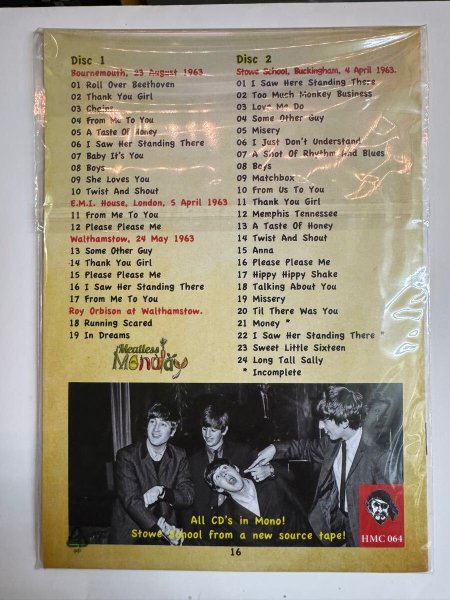 Disc 1
Bournemouth, 23 August 1963
01 Roll Over Beethoven
02 Thank You Girl
03 Chains
04 From Me To You
05 A Taste Of Honey
06 I Saw Her Standing There
07 Baby It's You
08 Boys
09 She Loves You
10 Twist And Shout
E.M.I. House, London, 5 April 1963
11 From Me To You
12 Please Please Me
Walthamstow, 24 May 1963
13 Some Other Guy
14 Thank You Girl
15 Please Please Me
16 I Saw Her Standing There
17 From Me To You
Roy Orbison at Walthamstow.
18 Running Scared
19 In Dreams
Meatless
Monday
Disc 2
Stowe School, Buckingham, 4 April 1963.
01 I Saw Here Standing There
02 Too Much Monkey Business
03 Love Me Do
04 Some Other Guy
05 Misery
06 I Just Don't Understand
07 A Shot Of Rhythm And Blues
08 Boys
09 Matchbox
10 From Us To You
11 Thank You Girl
12 Memphis Tennessee
13 A Taste Of Honey
14 Twist And Shout
15 Anna
16 Please Please Me
17 Hippy Hippy Shake
18 Talking About You
19 Missery
20 Til There Was You
21 Money *
22 I Saw Her Standing There *
23 Sweet Little Sixteen
24 Long Tall Sally
* Incomplete
All CD's in Mono!
Stowe School from a new source tape!
HMC 064
16